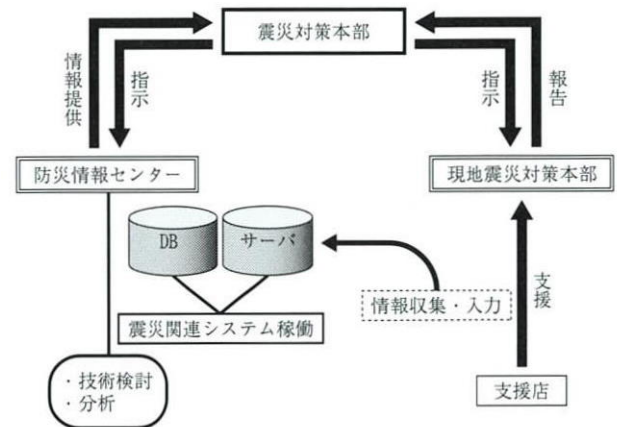 震災対策本部
情報提供
指示
指示
報告
防災情報センター
現地震災対策本部
DB
サーバ
支援
情報収集・入力
震災関連システム稼働
・技術検討
・分析
支援店